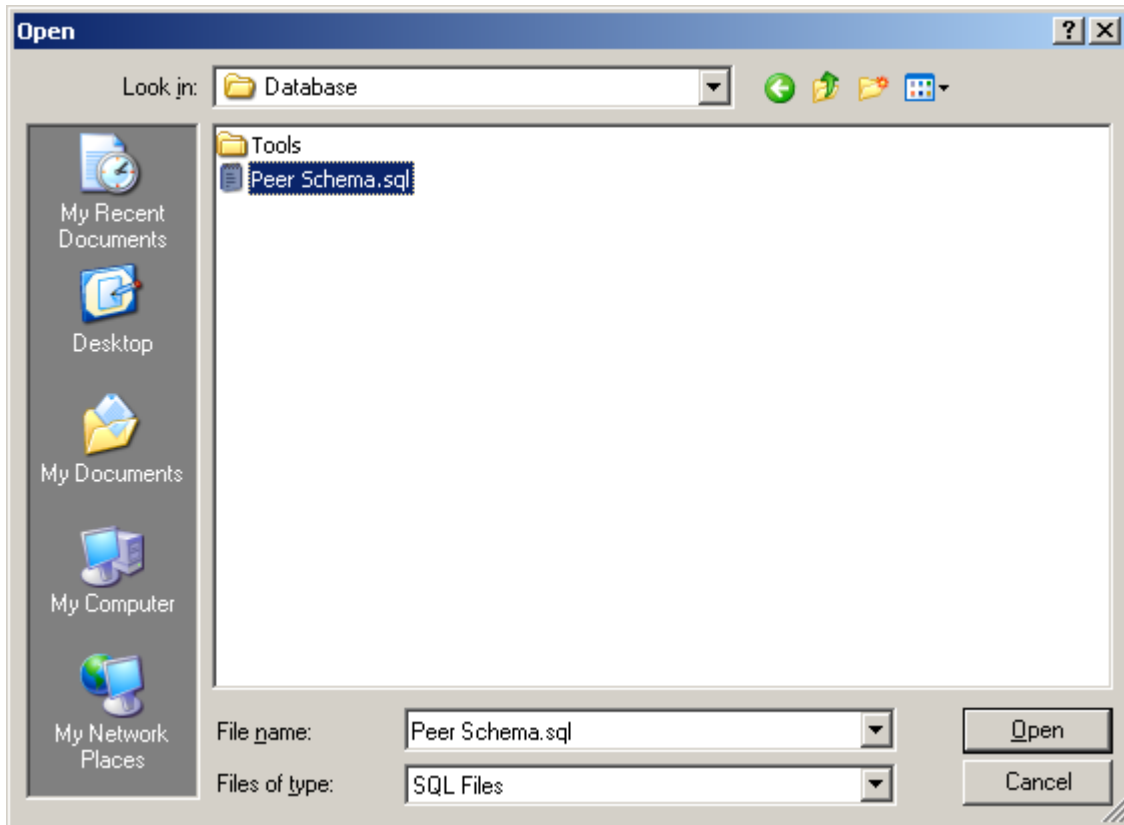 Open
Look in:
Database
Tools
Peer Schema.sql
My Recent
Documents
Desktop
My Documents
My Computer
My Network
Places
File name:
Peer Schema.sql
Open
Files of type:
SQL Files
Cancel